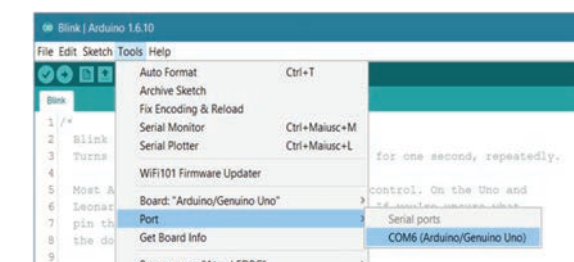 Blink | Arduino 1.6.10
File Edit Sketch Tools Help
Blink
Auto Format Ctrl+T
Archive Sketch
Fix Encoding & Reload
Serial Monitor Ctrl+Maiusc+M
Serial Plotter Ctrl+Maiusc+L
WiFi101 Firmware Updater
Board: "Arduino/Genuino Uno"
Port
Get Board Info
Serial ports
COM6 (Arduino/Genuino Uno)
1 /*
2 Blink
3 Turns for one second, repeatedly.
4
5 Most A control. On the Uno and
6 Leonar
7 pin th
8 the do
9